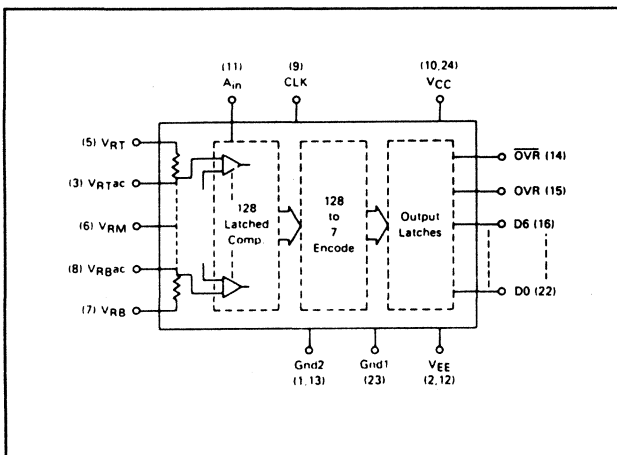 (11)
Ain
(9)
CLK
(10,24)
VCC
(5) VRT
(3) VRTac
(6) VRM
(8) VRBac
(7) VRB
128
Latched
Comp.
128
to
7
Encode
Output
Latches
OVR (14)
OVR (15)
D6 (16)
D0 (22)
Gnd2
(1,13)
Gnd1
(23)
VEE
(2,12)